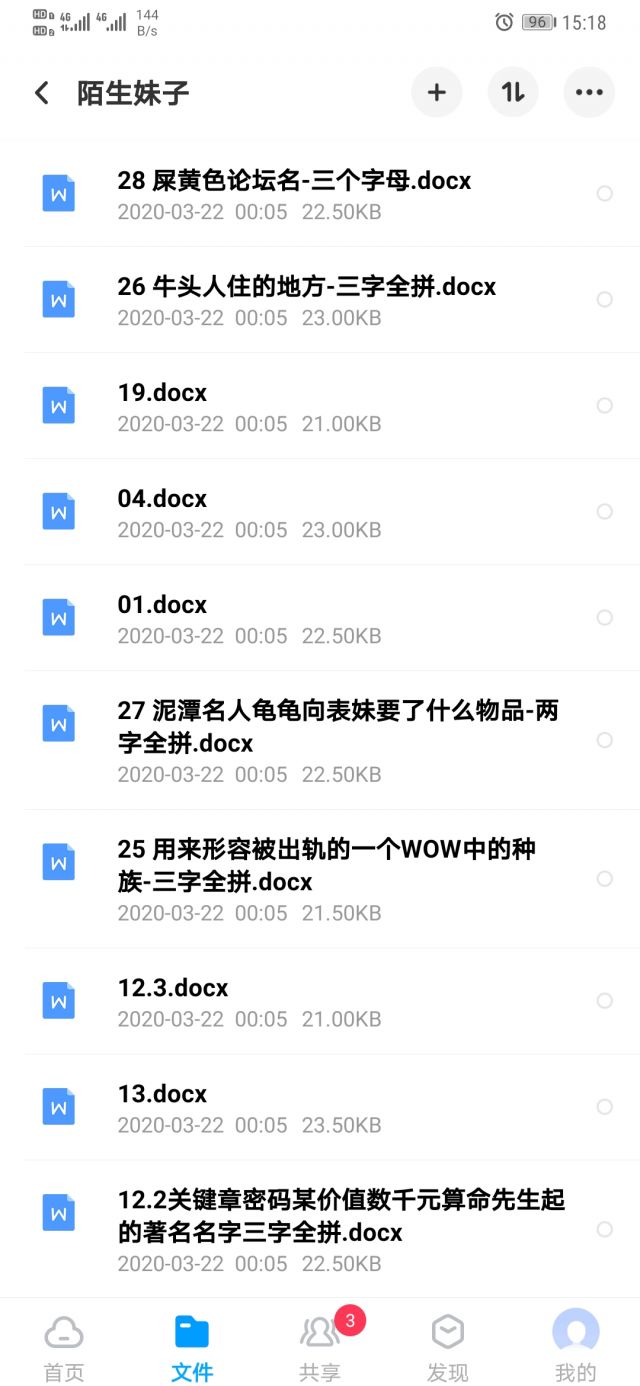 144
B/s
4G
4G
96
15:18
陌生妹子
28 屎黄色论坛名-三个字母.docx
2020-03-22 00:05 22.50KB
26 牛头人住的地方-三字全拼.docx
2020-03-22 00:05 23.00KB
19.docx
2020-03-22 00:05 21.00KB
04.docx
2020-03-22 00:05 23.00KB
01.docx
2020-03-22 00:05 22.50KB
27 泥潭名人龟龟向表妹要了什么物品-两
字全拼.docx
2020-03-22 00:05 22.50KB
25 用来形容被出轨的一个WOW中的种
族-三字全拼.docx
2020-03-22 00:05 21.50KB
12.3.docx
2020-03-22 00:05 21.00KB
13.docx
2020-03-22 00:05 23.50KB
12.2关键章密码某价值数千元算命先生起
的著名名字三字全拼.docx
2020-03-22 00:05 22.50KB
3
首页
文件
共享
发现
我的